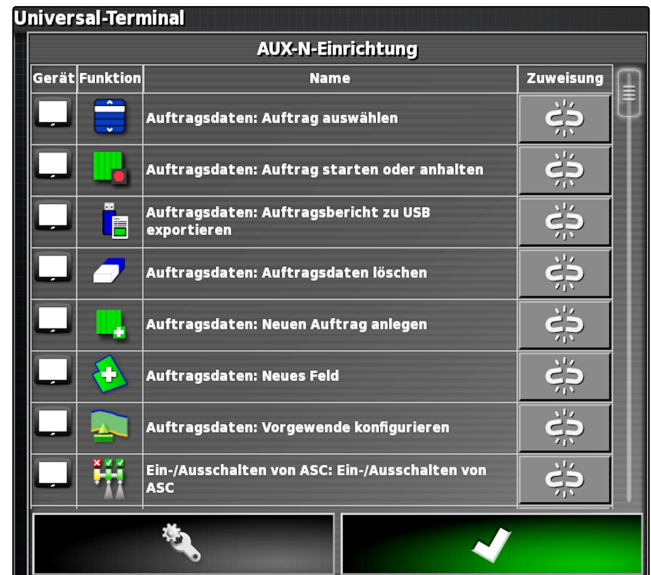 Universal-Terminal
AUX-N-Einrichtung
Gerät Funktion Name Zuweisung
Auftragsdaten: Auftrag auswählen
Auftragsdaten: Auftrag starten oder anhalten
Auftragsdaten: Auftragsbericht zu USB
exportieren
Auftragsdaten: Auftragsdaten löschen
Auftragsdaten: Neuen Auftrag anlegen
Auftragsdaten: Neues Feld
Auftragsdaten: Vorgewende konfigurieren
Ein-/Ausschalten von ASC: Ein-/Ausschalten von
ASC